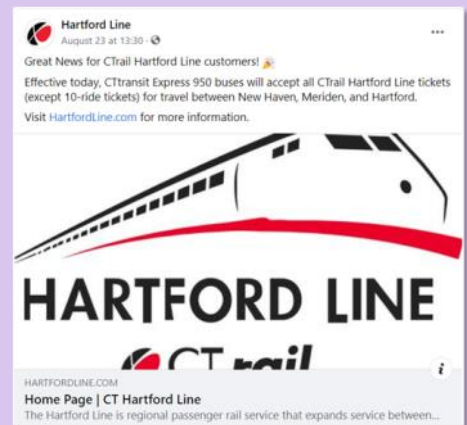 Hartford Line
August 23 at 13:30 ·
Great News for CTrail Hartford Line customers! 🎉
Effective today, CTtransit Express 950 buses will accept all CTrail Hartford Line tickets
(except 10-ride tickets) for travel between New Haven, Meriden, and Hartford.
Visit HartfordLine.com for more information.
HARTFORD LINE
CT rail
HARTFORDLINE.COM
Home Page | CT Hartford Line
The Hartford Line is regional passenger rail service that expands service between...